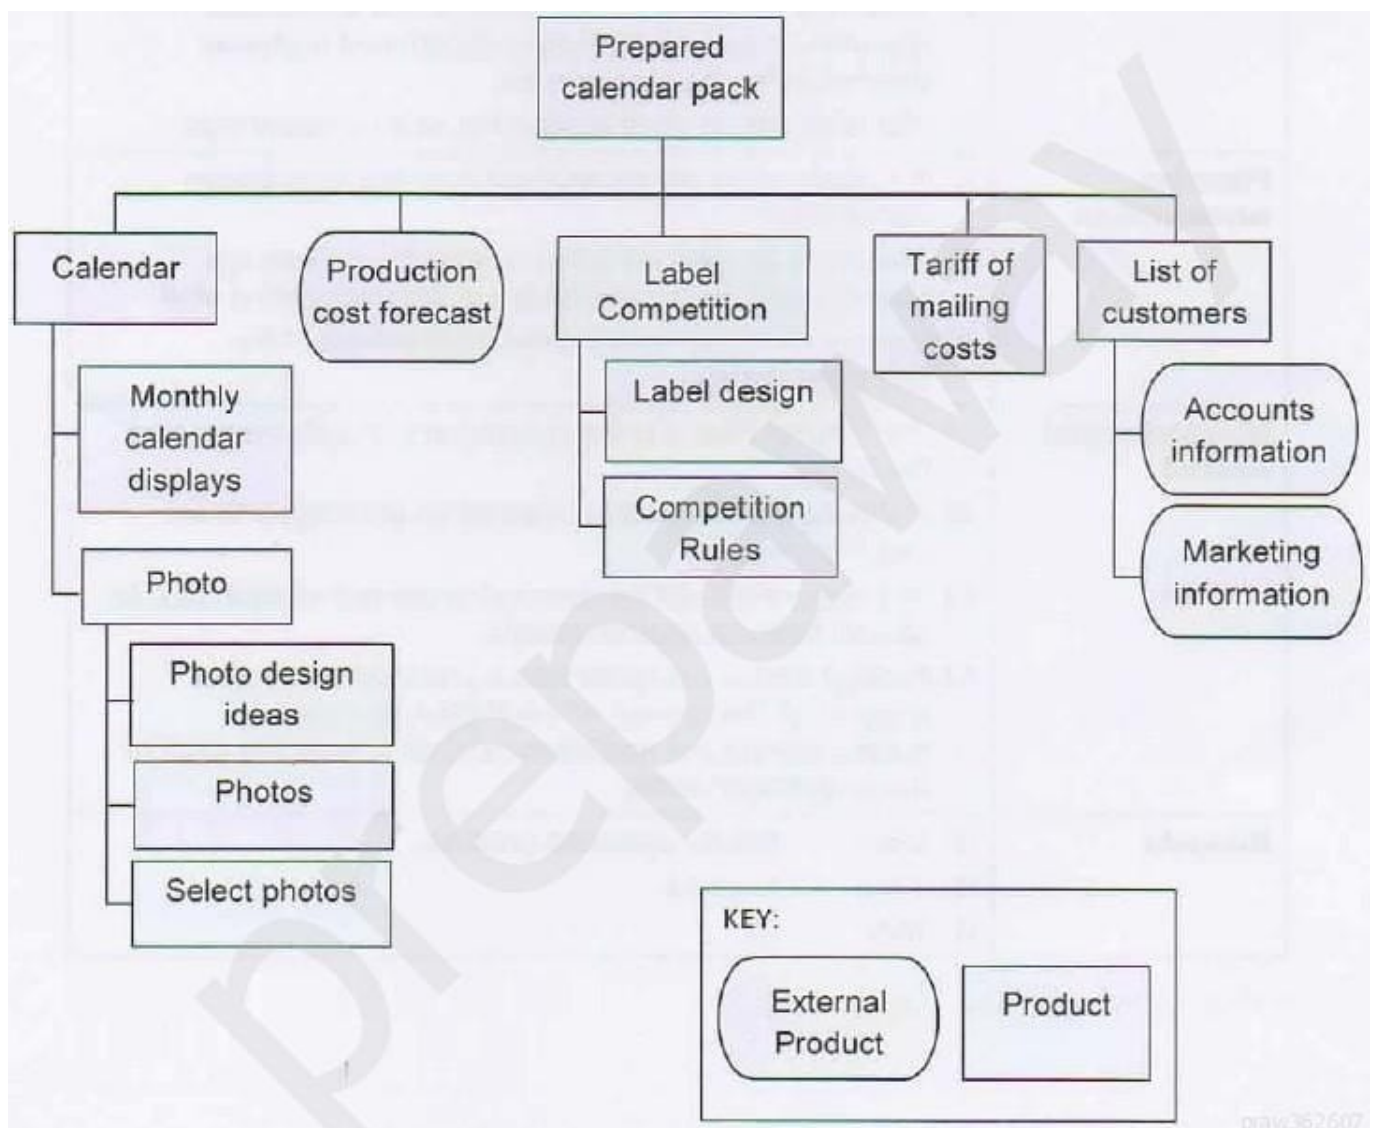 Prepared
calendar pack
Calendar
Production
cost forecast
Label
Competition
Tariff of
mailing
costs
List of
customers
Monthly
calendar
displays
Label design
Accounts
information
Competition
Rules
Photo
Marketing
information
Photo design
ideas
Photos
Select photos
KEY:
External
Product
Product
prepaway